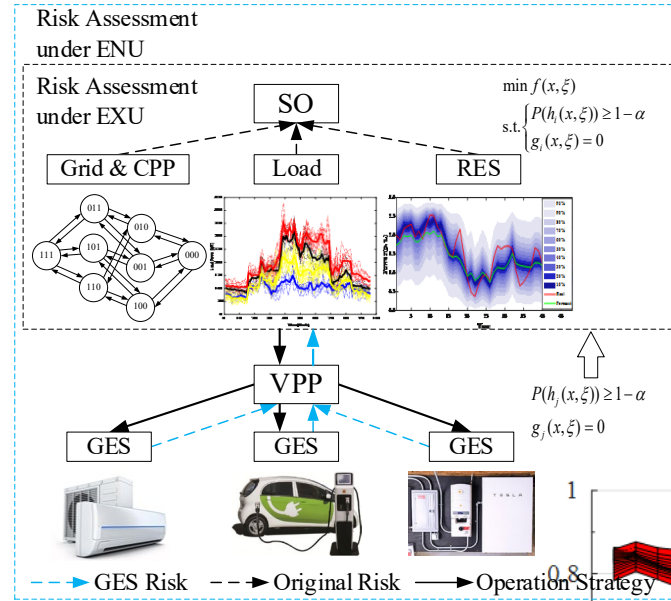 Risk Assessment
under ENU
Risk Assessment
under EXU
SO
min f(x,ξ)
s.t. { P(h_i(x,ξ)) ≥ 1−α
g_i(x,ξ) = 0
Grid & CPP
Load
RES
011
010
111
101
000
001
110
100
VPP
P(h_j(x,ξ)) ≥ 1−α
g_j(x,ξ) = 0
GES
GES
GES
TESLA
1
0.8
GES Risk
Original Risk
Operation Strategy